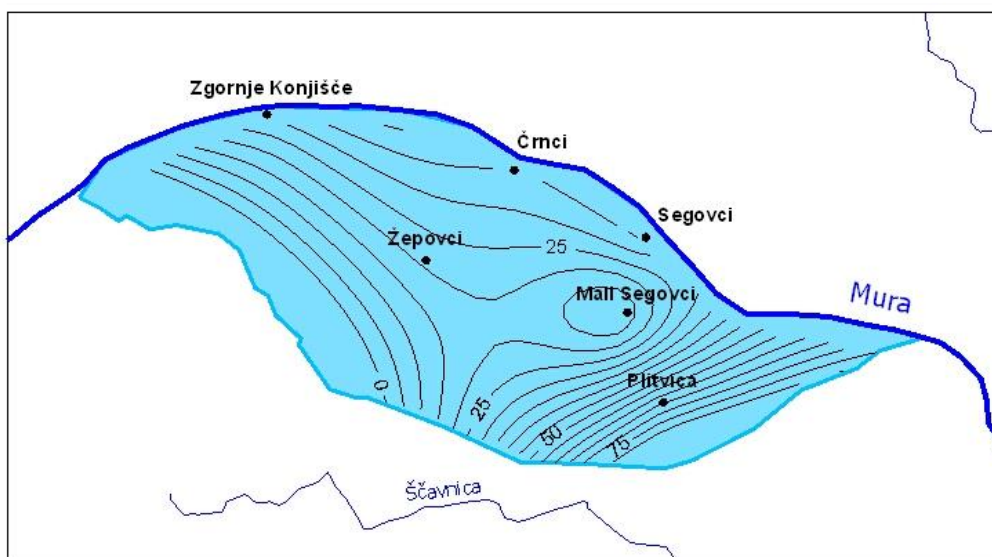 Zgornje Konjišče
Črnci
Segovci
Žepovci
25
Mali Segovci
Mura
Plitvica
0
25
50
75
Ščavnica